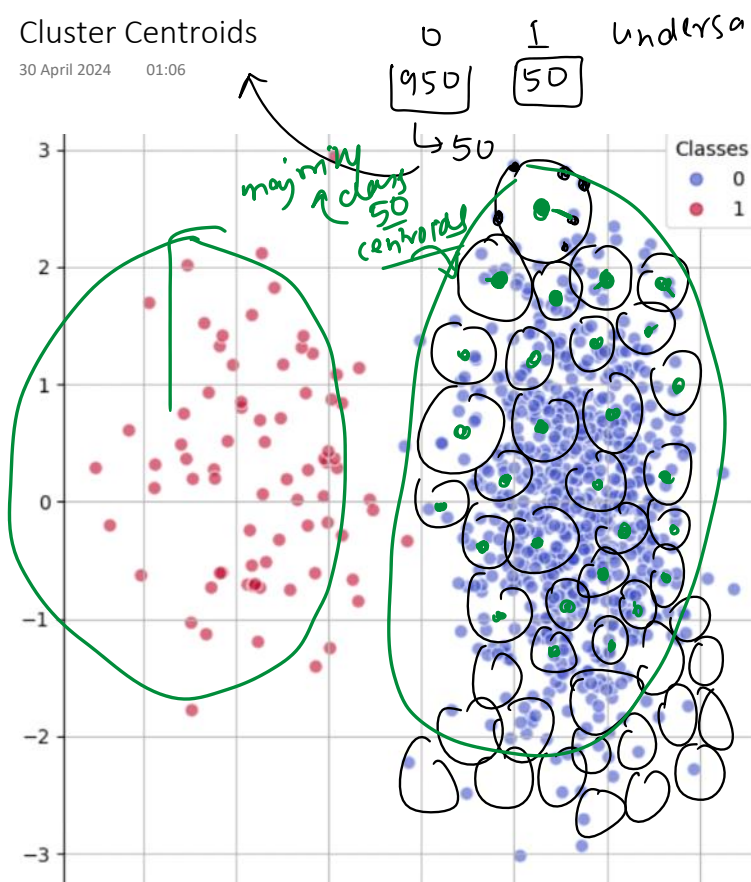 Cluster Centroids
30 April 2024 01:06
0 1 undersa
950 50
↳ 50
majority
class
50
centroids
Classes
0
1
3
2
1
0
−1
−2
−3